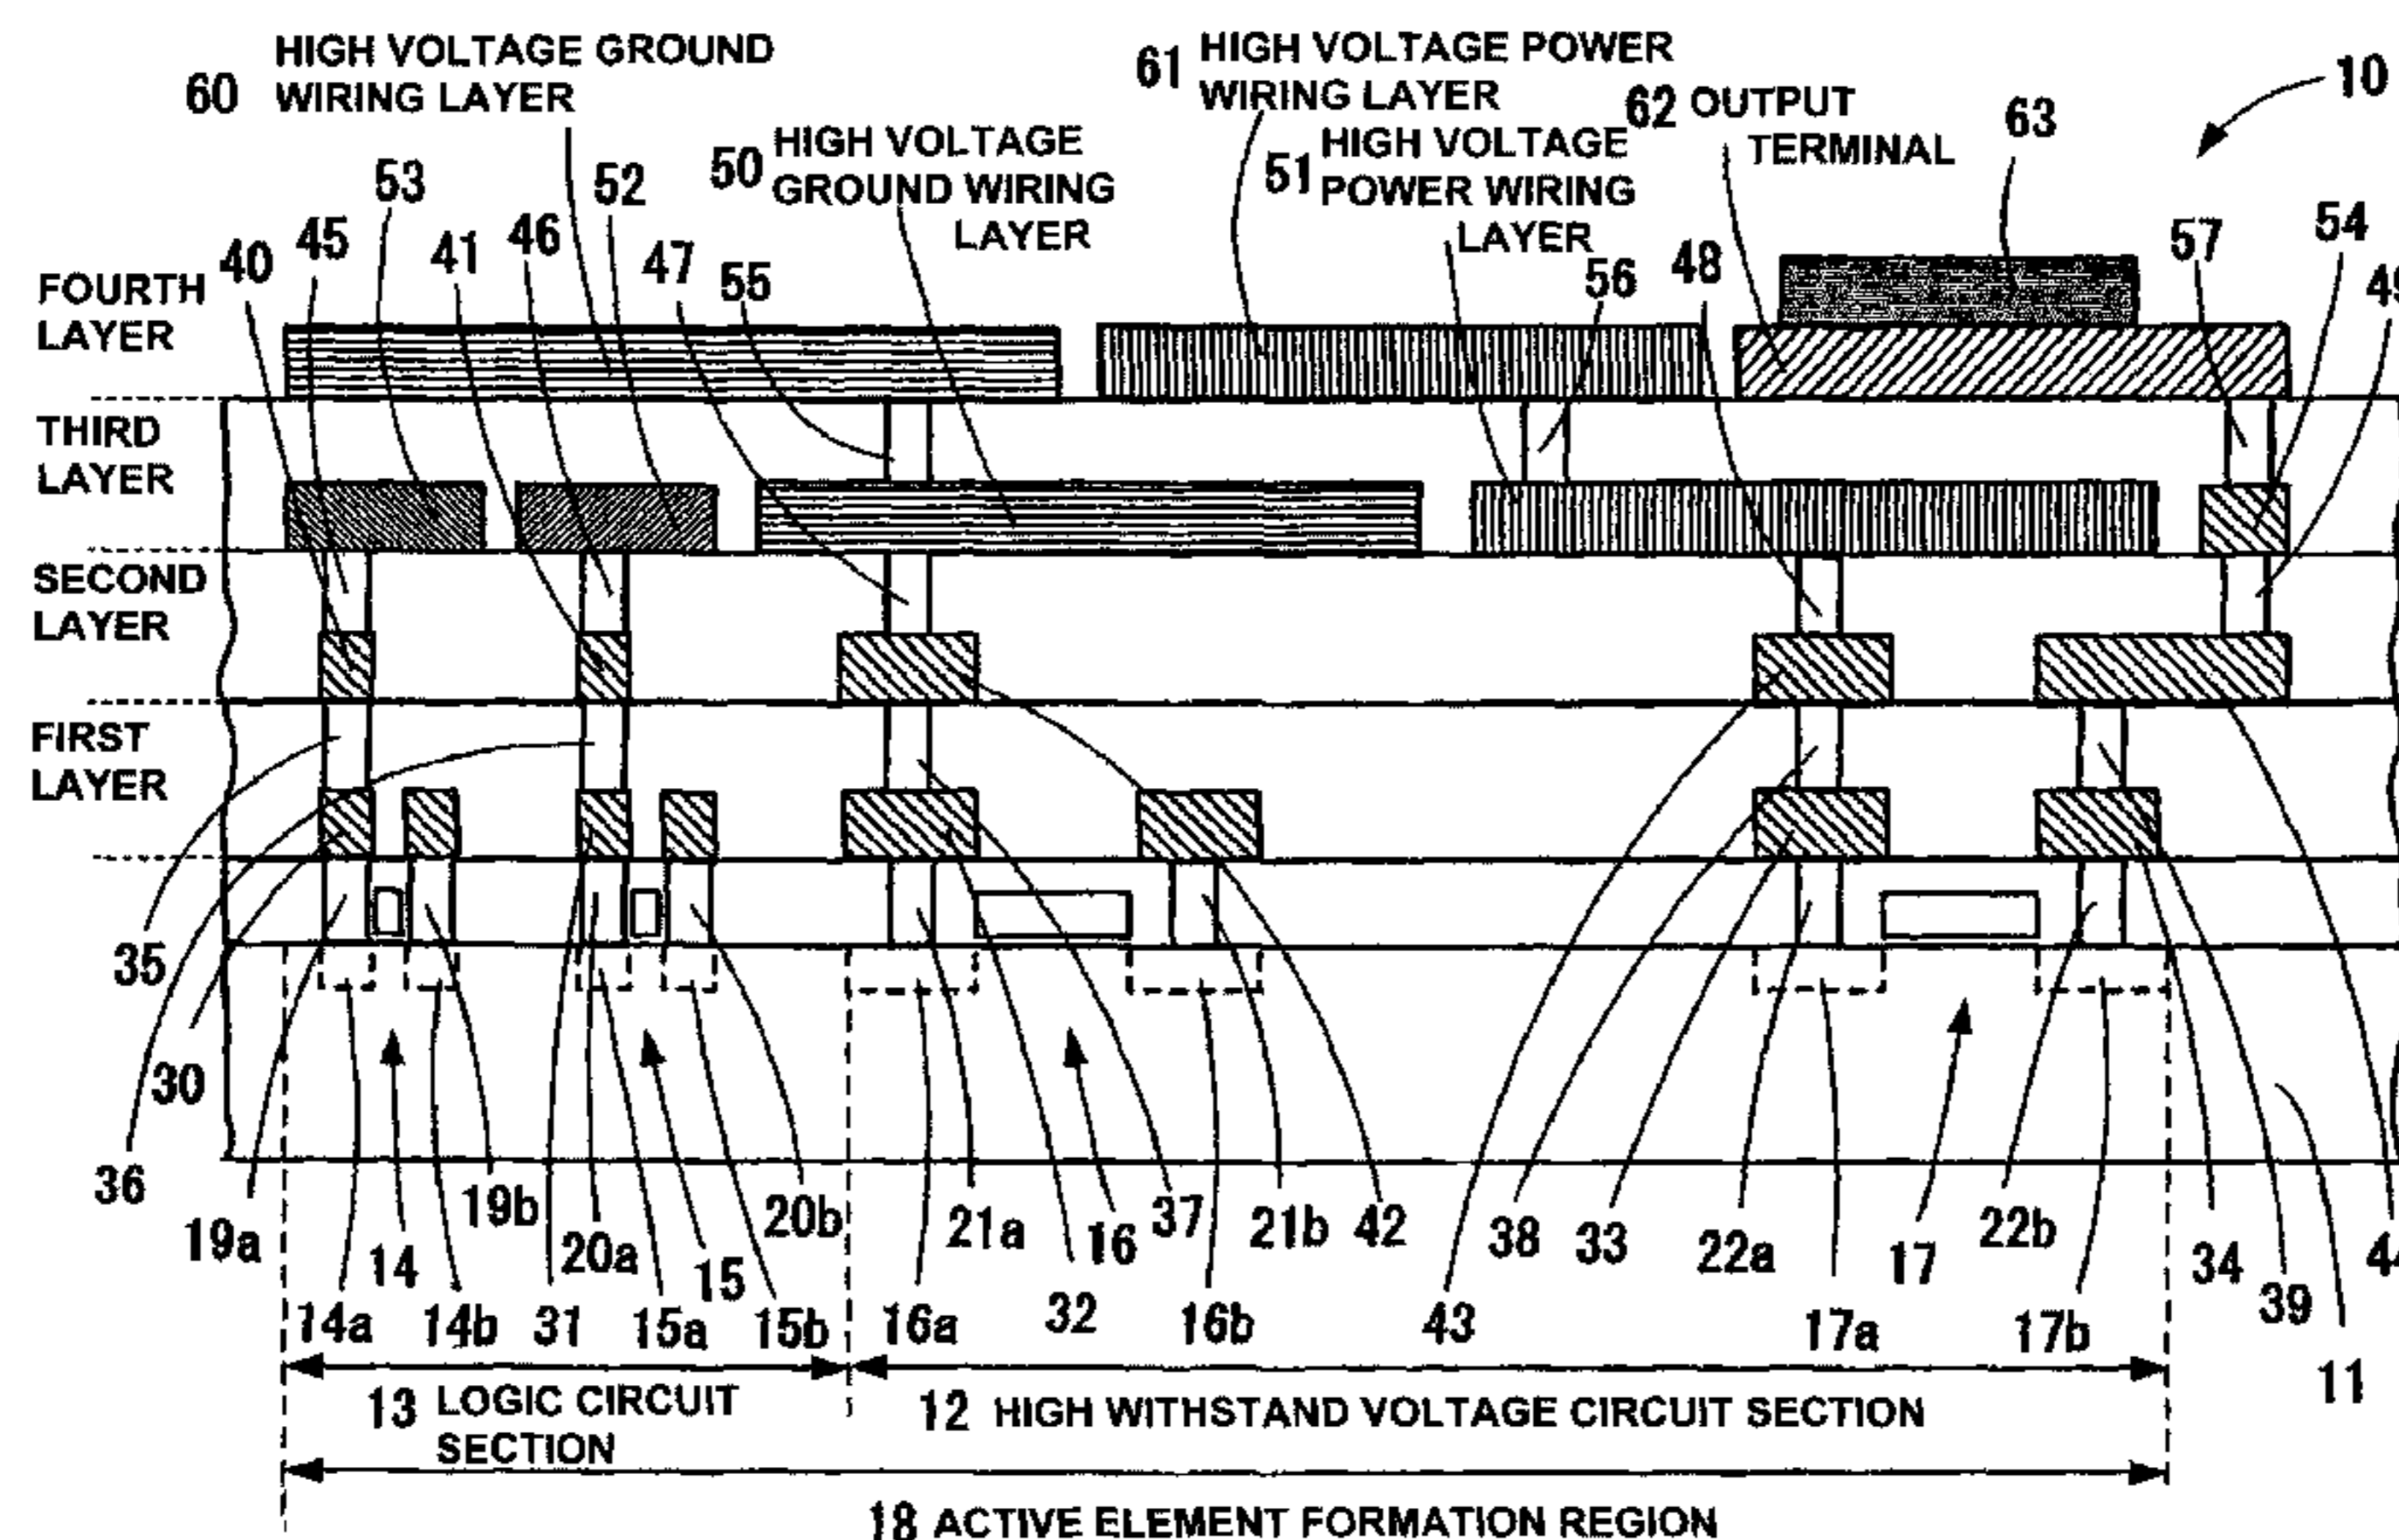 HIGH VOLTAGE GROUND
60 WIRING LAYER
61 HIGH VOLTAGE POWER
WIRING LAYER
62 OUTPUT
TERMINAL
63
10
50 HIGH VOLTAGE
GROUND WIRING
LAYER
51 HIGH VOLTAGE
POWER WIRING
LAYER
53
52
40
45
41
46
47
55
56
48
57
54
49
FOURTH
LAYER
THIRD
LAYER
SECOND
LAYER
FIRST
LAYER
35
30
36
19a
14
19b
20a
15
20b
21a
16
37
21b
42
38
33
22a
17
22b
34
44
14a
14b
31
15a
15b
16a
32
16b
43
17a
17b
39
11
13 LOGIC CIRCUIT
SECTION
12 HIGH WITHSTAND VOLTAGE CIRCUIT SECTION
18 ACTIVE ELEMENT FORMATION REGION